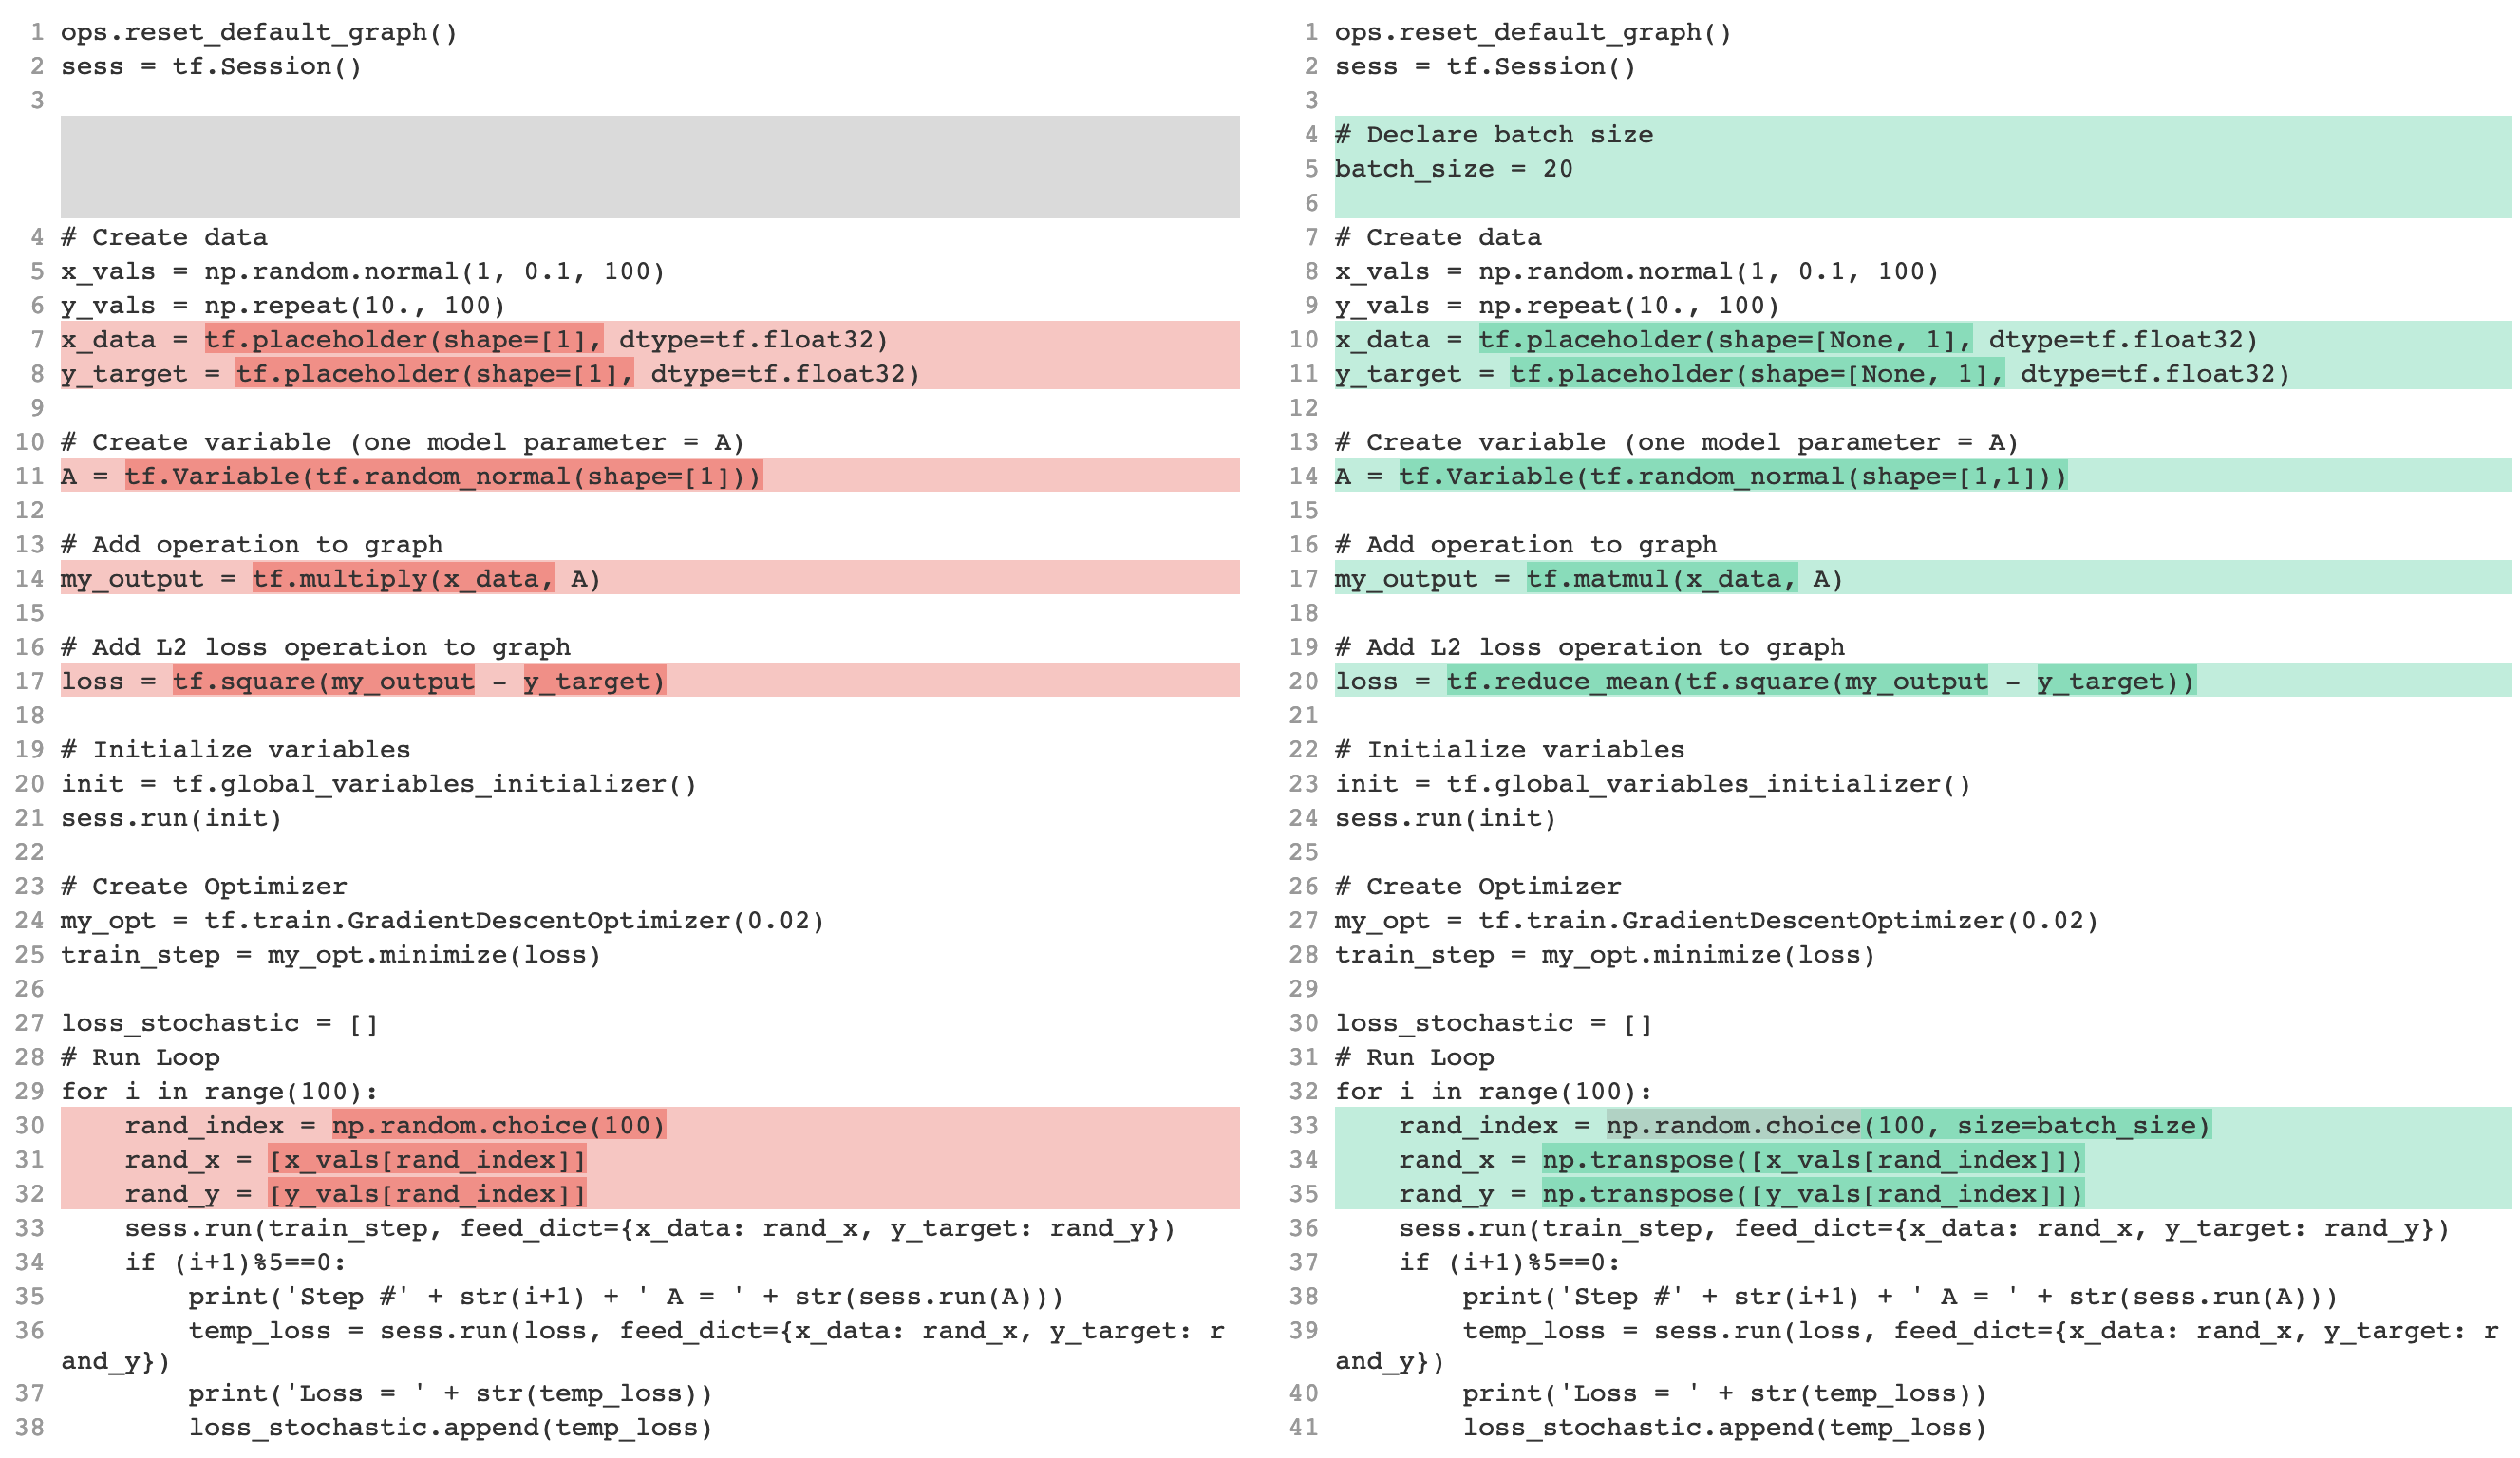 1 ops.reset_default_graph()
2 sess = tf.Session()
3
4 # Create data
5 x_vals = np.random.normal(1, 0.1, 100)
6 y_vals = np.repeat(10., 100)
7 x_data = tf.placeholder(shape=[1], dtype=tf.float32)
8 y_target = tf.placeholder(shape=[1], dtype=tf.float32)
9
10 # Create variable (one model parameter = A)
11 A = tf.Variable(tf.random_normal(shape=[1]))
12
13 # Add operation to graph
14 my_output = tf.multiply(x_data, A)
15
16 # Add L2 loss operation to graph
17 loss = tf.square(my_output - y_target)
18
19 # Initialize variables
20 init = tf.global_variables_initializer()
21 sess.run(init)
22
23 # Create Optimizer
24 my_opt = tf.train.GradientDescentOptimizer(0.02)
25 train_step = my_opt.minimize(loss)
26
27 loss_stochastic = []
28 # Run Loop
29 for i in range(100):
30     rand_index = np.random.choice(100)
31     rand_x = [x_vals[rand_index]]
32     rand_y = [y_vals[rand_index]]
33     sess.run(train_step, feed_dict={x_data: rand_x, y_target: rand_y})
34     if (i+1)%5==0:
35         print('Step #' + str(i+1) + ' A = ' + str(sess.run(A)))
36         temp_loss = sess.run(loss, feed_dict={x_data: rand_x, y_target: r
and_y})
37         print('Loss = ' + str(temp_loss))
38         loss_stochastic.append(temp_loss)
1 ops.reset_default_graph()
2 sess = tf.Session()
3
4 # Declare batch size
5 batch_size = 20
6
7 # Create data
8 x_vals = np.random.normal(1, 0.1, 100)
9 y_vals = np.repeat(10., 100)
10 x_data = tf.placeholder(shape=[None, 1], dtype=tf.float32)
11 y_target = tf.placeholder(shape=[None, 1], dtype=tf.float32)
12
13 # Create variable (one model parameter = A)
14 A = tf.Variable(tf.random_normal(shape=[1,1]))
15
16 # Add operation to graph
17 my_output = tf.matmul(x_data, A)
18
19 # Add L2 loss operation to graph
20 loss = tf.reduce_mean(tf.square(my_output - y_target))
21
22 # Initialize variables
23 init = tf.global_variables_initializer()
24 sess.run(init)
25
26 # Create Optimizer
27 my_opt = tf.train.GradientDescentOptimizer(0.02)
28 train_step = my_opt.minimize(loss)
29
30 loss_stochastic = []
31 # Run Loop
32 for i in range(100):
33     rand_index = np.random.choice(100, size=batch_size)
34     rand_x = np.transpose([x_vals[rand_index]])
35     rand_y = np.transpose([y_vals[rand_index]])
36     sess.run(train_step, feed_dict={x_data: rand_x, y_target: rand_y})
37     if (i+1)%5==0:
38         print('Step #' + str(i+1) + ' A = ' + str(sess.run(A)))
39         temp_loss = sess.run(loss, feed_dict={x_data: rand_x, y_target: r
and_y})
40         print('Loss = ' + str(temp_loss))
41         loss_stochastic.append(temp_loss)